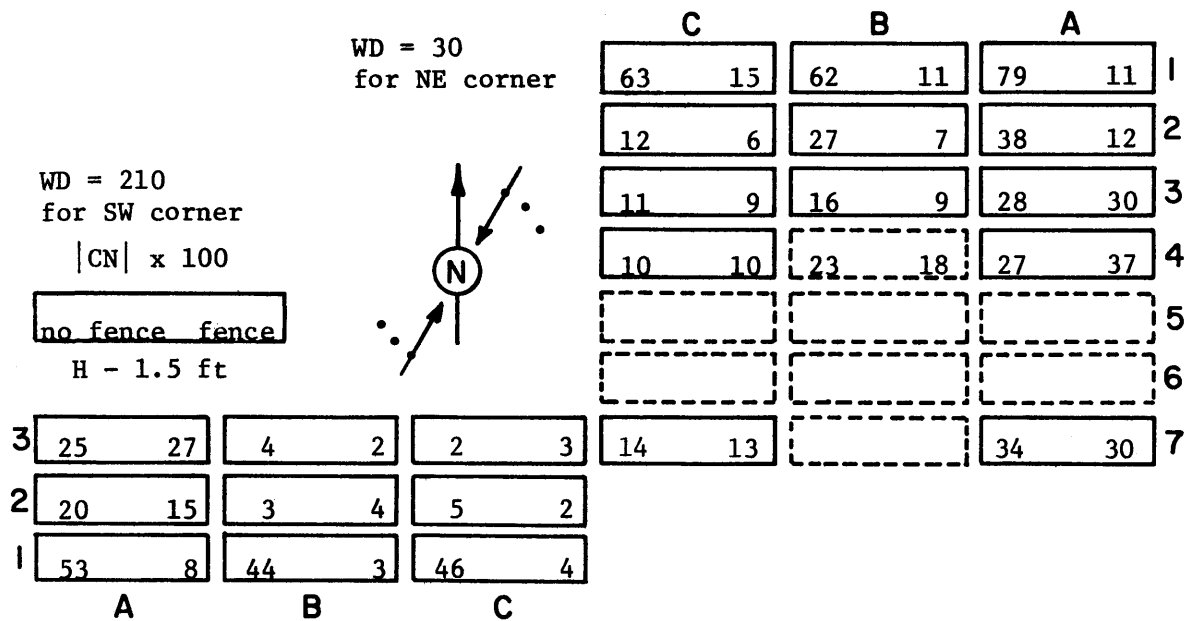 C B A
WD = 30
for NE corner
63 15 62 11 79 11 1
12 6 27 7 38 12 2
WD = 210
for SW corner
11 9 16 9 28 30 3
|CN| x 100
N
10 10 23 18 27 37 4
no fence fence
5
H - 1.5 ft
6
3 25 27 4 2 2 3
14 13 34 30 7
2 20 15 3 4 5 2
1 53 8 44 3 46 4
A B C